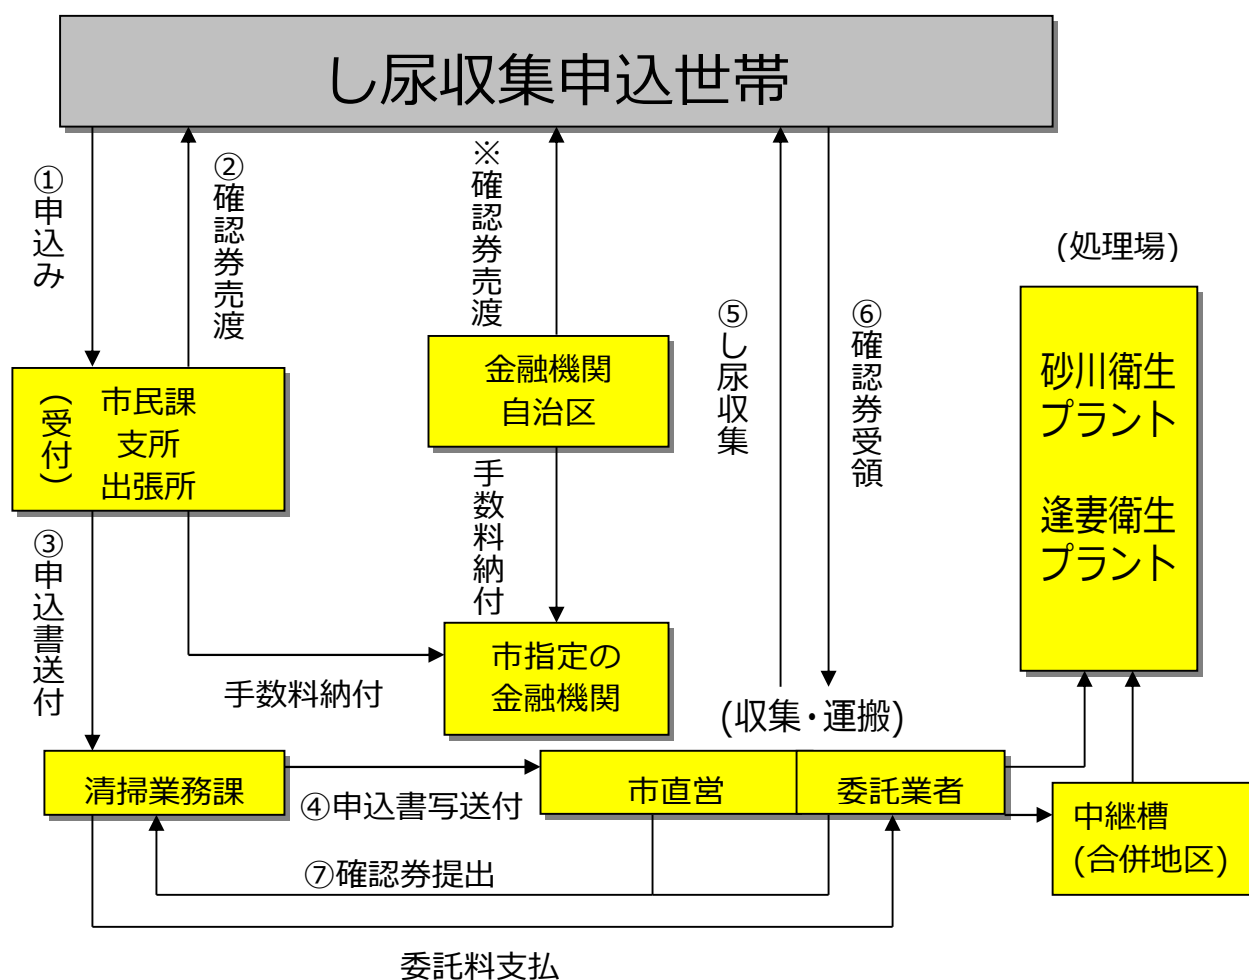 し尿収集申込世帯
①申込み
②確認券売渡
※確認券売渡
⑤し尿収集
⑥確認券受領
(処理場)
(受付)
市民課
支所
出張所
金融機関
自治区
砂川衛生
プラント
逢妻衛生
プラント
③申込書送付
手数料納付
手数料納付
市指定の
金融機関
(収集・運搬)
清掃業務課
④申込書写送付
市直営
委託業者
中継槽
(合併地区)
⑦確認券提出
委託料支払